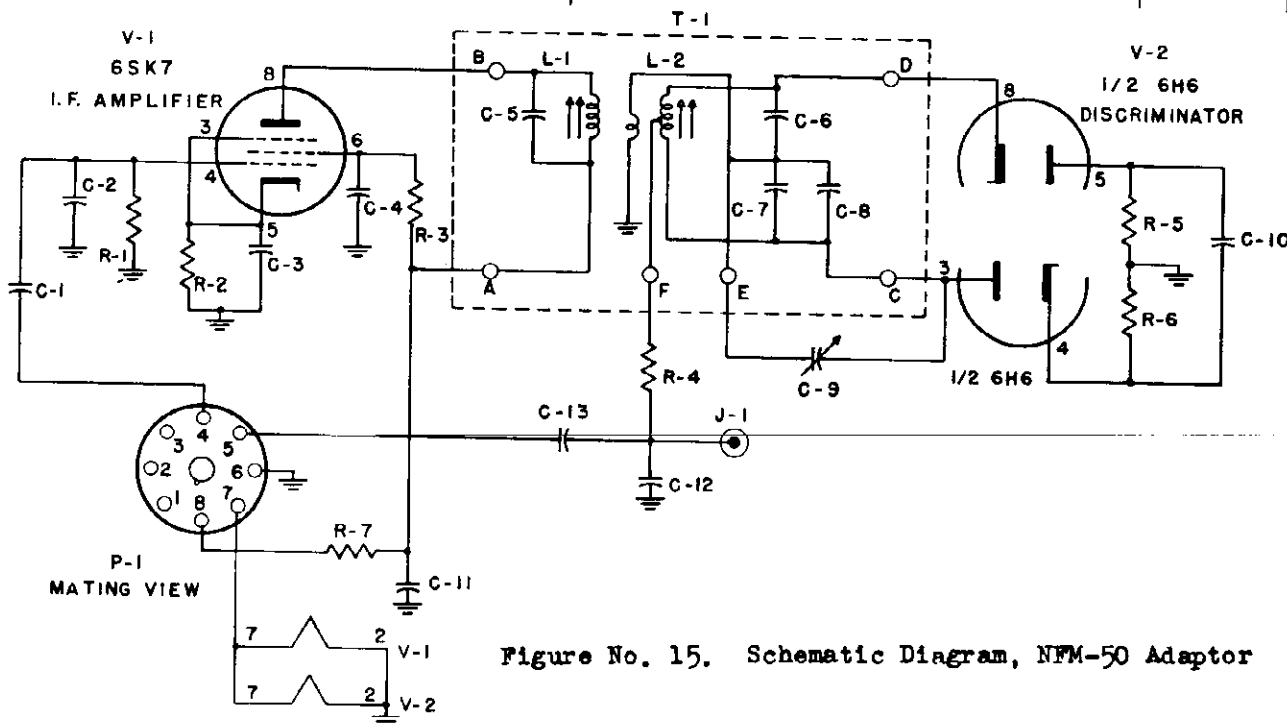 T-1
V-1
6SK7
I.F. AMPLIFIER
8
3
4
6
5
C-2
R-1
C-1
R-2
C-3
C-4
R-3
B
L-1
C-5
A
L-2
D
C-6
C-7
C-8
F
E
C
V-2
1/2 6H6
DISCRIMINATOR
8
5
3
4
R-5
R-6
C-10
1/2 6H6
R-4
C-9
C-13
J-1
C-12
4
3
5
2
6
1
8
7
P-1
MATING VIEW
R-7
C-11
7
2
V-1
7
2
V-2
Figure No. 15. Schematic Diagram, NFM-50 Adaptor